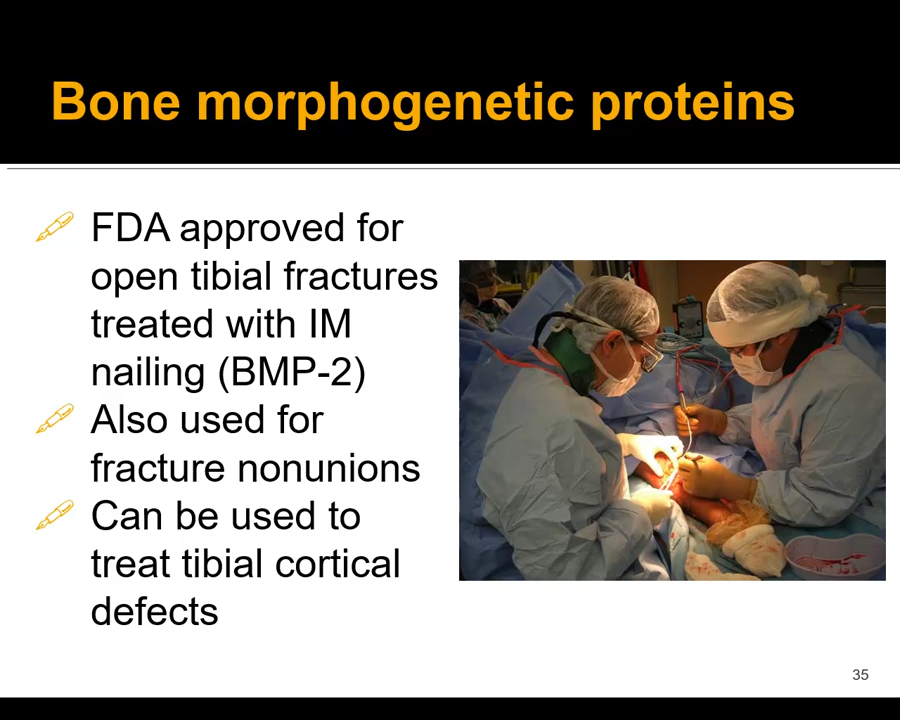 Bone morphogenetic proteins
FDA approved for
open tibial fractures
treated with IM
nailing (BMP-2)
Also used for
fracture nonunions
Can be used to
treat tibial cortical
defects
35